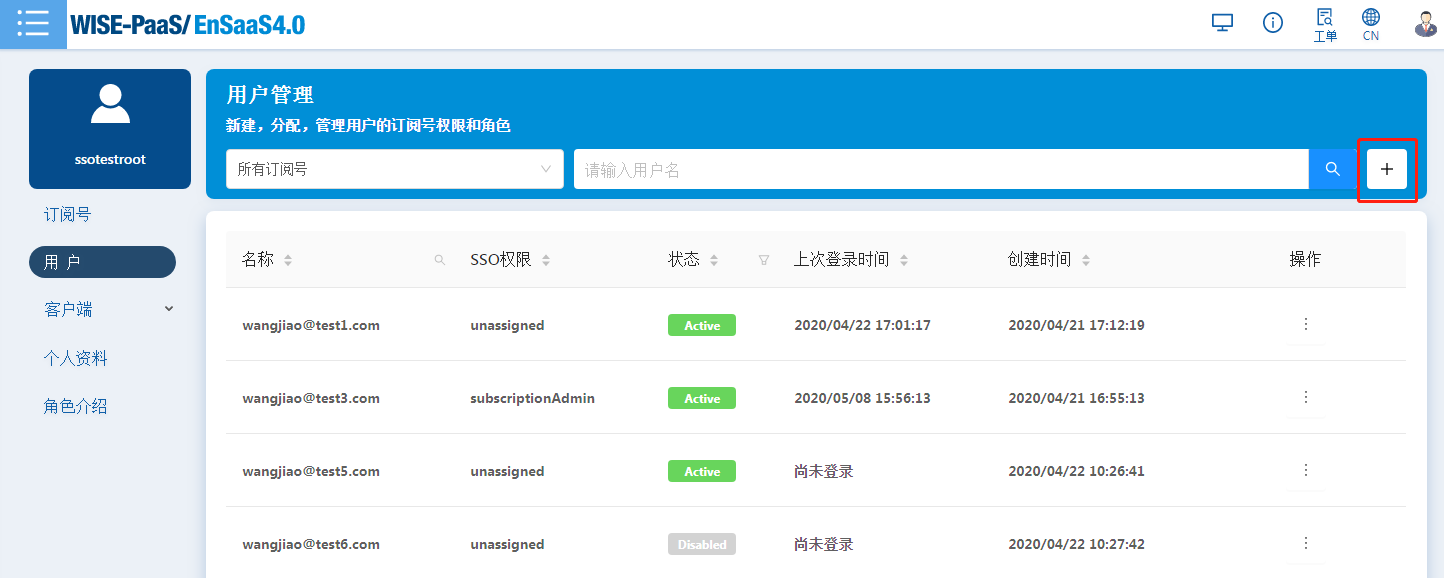 WISE-PaaS/ EnSaaS4.0
工单
CN
ssotestroot
订阅号
用 户
客户端
个人资料
角色介绍
用户管理
新建，分配，管理用户的订阅号权限和角色
所有订阅号
请输入用户名
名称 SSO权限 状态 上次登录时间 创建时间 操作
wangjiao@test1.com unassigned Active 2020/04/22 17:01:17 2020/04/21 17:12:19
wangjiao@test3.com subscriptionAdmin Active 2020/05/08 15:56:13 2020/04/21 16:55:13
wangjiao@test5.com unassigned Active 尚未登录 2020/04/22 10:26:41
wangjiao@test6.com unassigned Disabled 尚未登录 2020/04/22 10:27:42